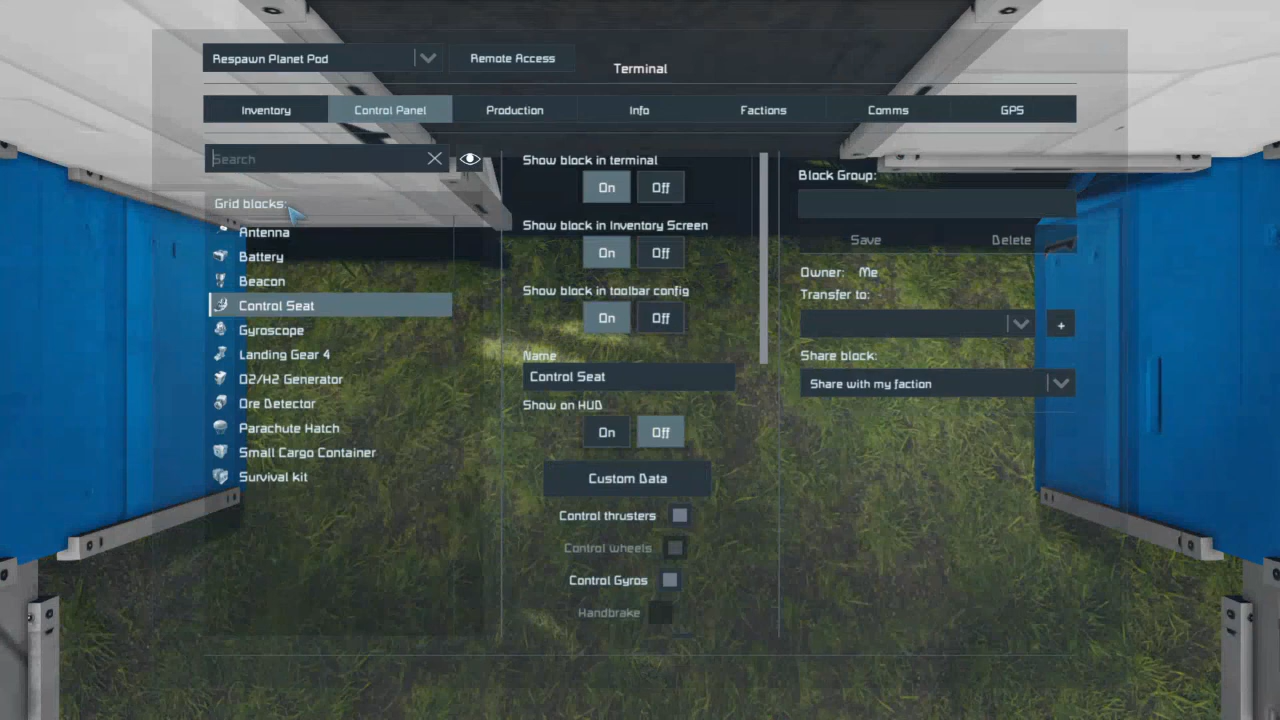 Respawn Planet Pod
Remote Access
Terminal
Inventory
Control Panel
Production
Info
Factions
Comms
GPS
Search
Grid blocks:
Antenna
Battery
Beacon
Control Seat
Gyroscope
Landing Gear 4
O2/H2 Generator
Ore Detector
Parachute Hatch
Small Cargo Container
Survival kit
Show block in terminal
On Off
Show block in Inventory Screen
On Off
Show block in toolbar config
On Off
Name
Control Seat
Show on HUD
On Off
Custom Data
Control thrusters
Control wheels
Control Gyros
Handbrake
Block Group:
Save Delete
Owner: Me
Transfer to:
+
Share block:
Share with my faction